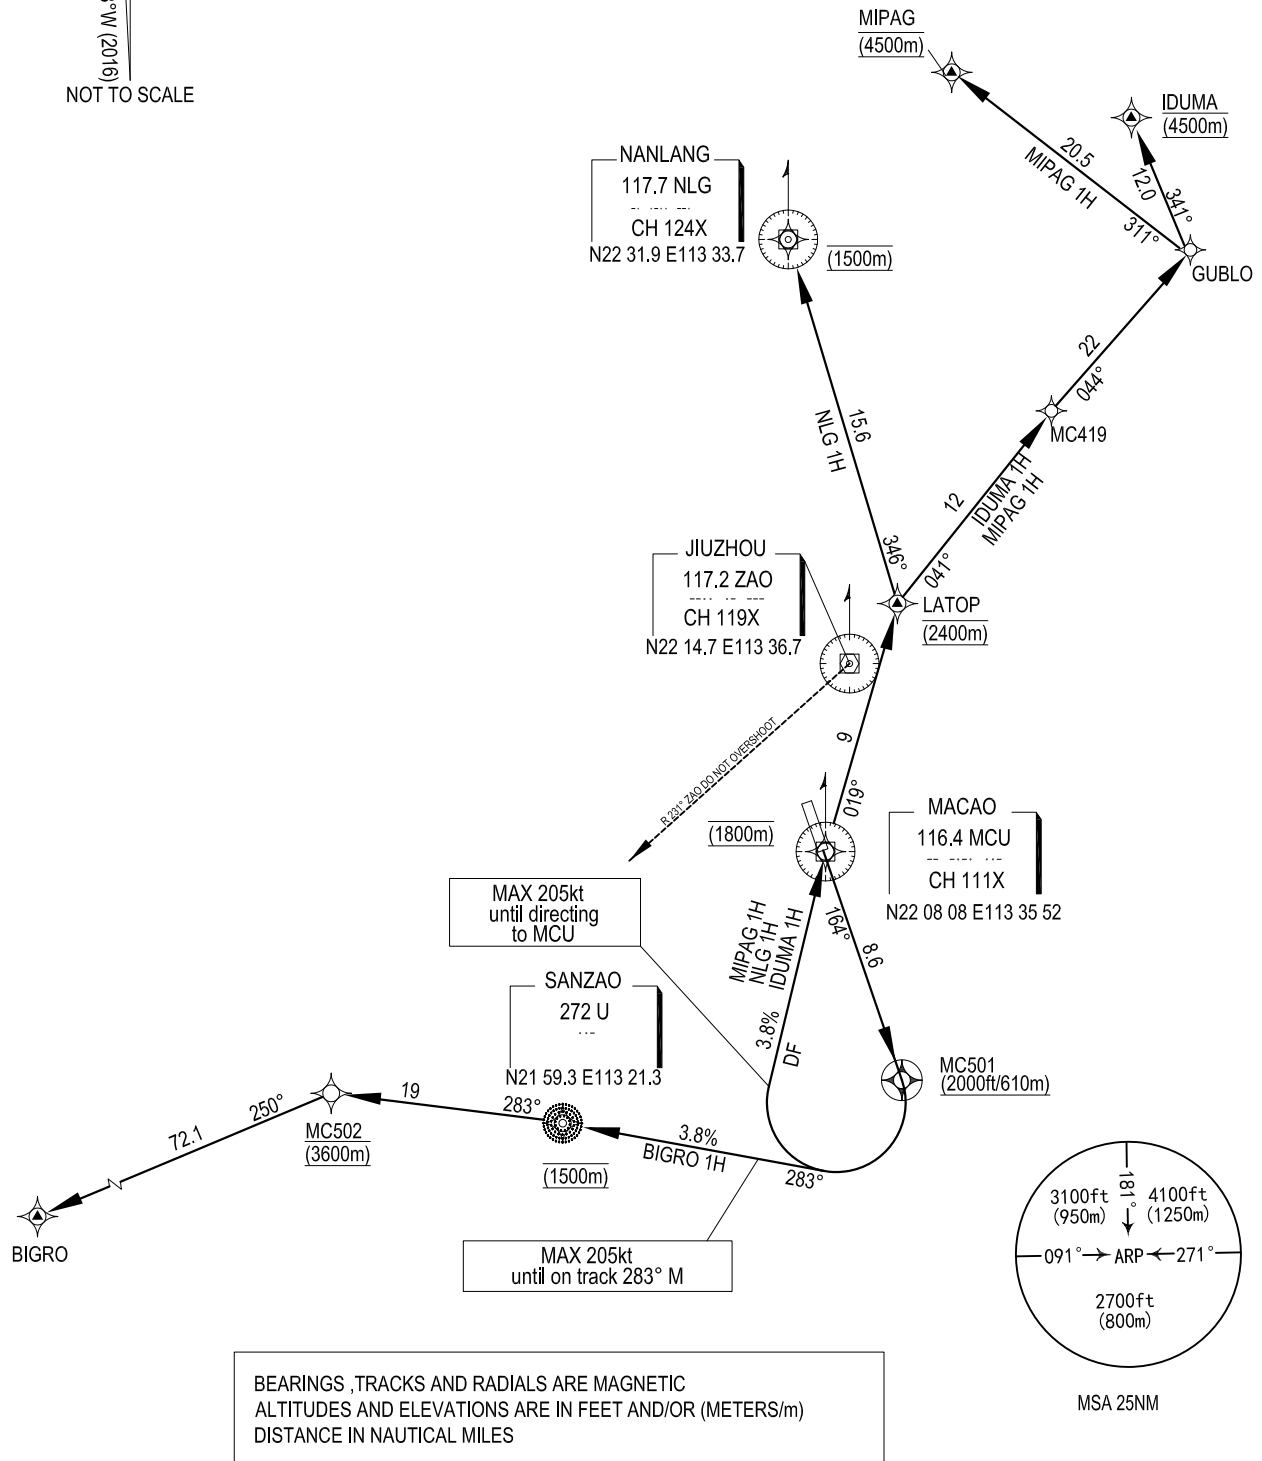 °W (2016)
NOT TO SCALE
MIPAG
(4500m)
IDUMA
(4500m)
20.5
MIPAG 1H
12.0
341°
311°
GUBLO
NANLANG
117.7 NLG
CH 124X
N22 31.9 E113 33.7
(1500m)
22
044°
MC419
15.6
NLG 1H
12
IDUMA 1H
MIPAG 1H
346°
041°
JIUZHOU
117.2 ZAO
CH 119X
N22 14.7 E113 36.7
LATOP
(2400m)
R 231° ZAO DO NOT OVERSHOOT
9
019°
(1800m)
MACAO
116.4 MCU
CH 111X
N22 08 08 E113 35 52
MAX 205kt
until directing
to MCU
MIPAG 1H
NLG 1H
IDUMA 1H
164°
8.6
3.8%
DF
SANZAO
272 U
N21 59.3 E113 21.3
MC501
(2000ft/610m)
19
283°
250°
72.1
MC502
(3600m)
3.8%
BIGRO 1H
283°
(1500m)
BIGRO
MAX 205kt
until on track 283° M
3100ft
(950m)
181°
4100ft
(1250m)
091°
ARP
271°
2700ft
(800m)
MSA 25NM
BEARINGS ,TRACKS AND RADIALS ARE MAGNETIC
ALTITUDES AND ELEVATIONS ARE IN FEET AND/OR (METERS/m)
DISTANCE IN NAUTICAL MILES